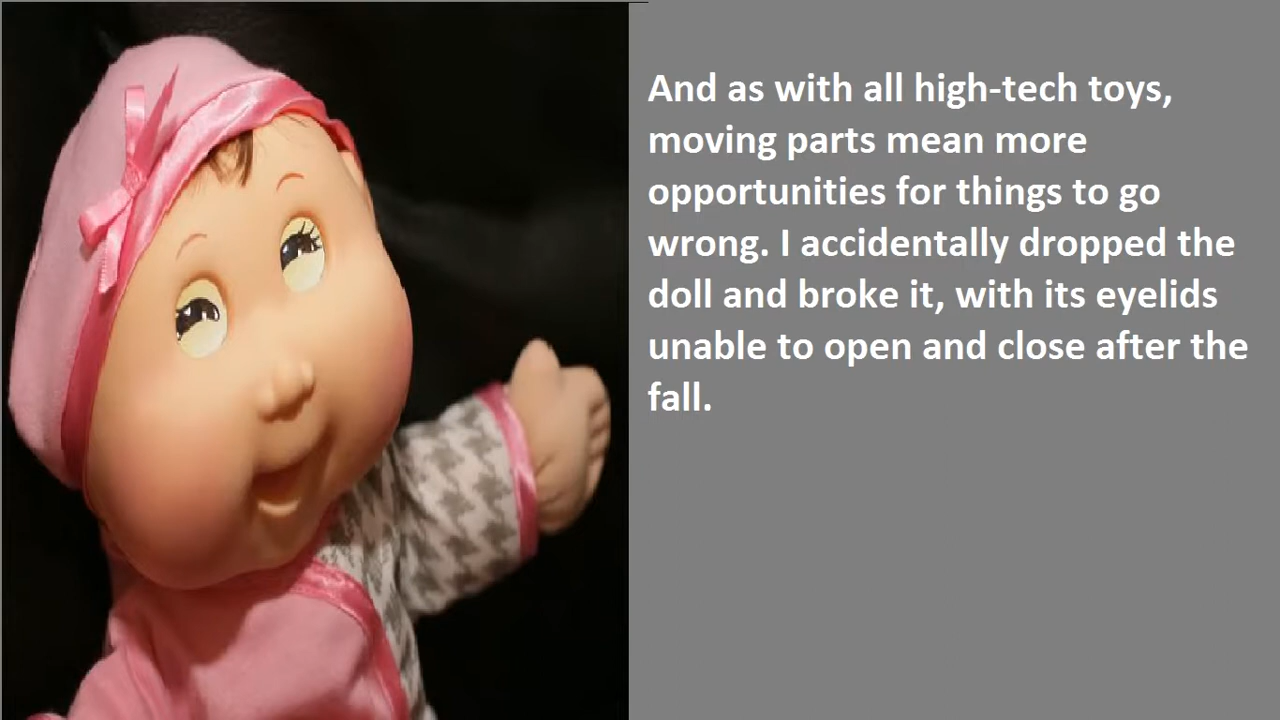 And as with all high-tech toys,
moving parts mean more
opportunities for things to go
wrong. I accidentally dropped the
doll and broke it, with its eyelids
unable to open and close after the
fall.